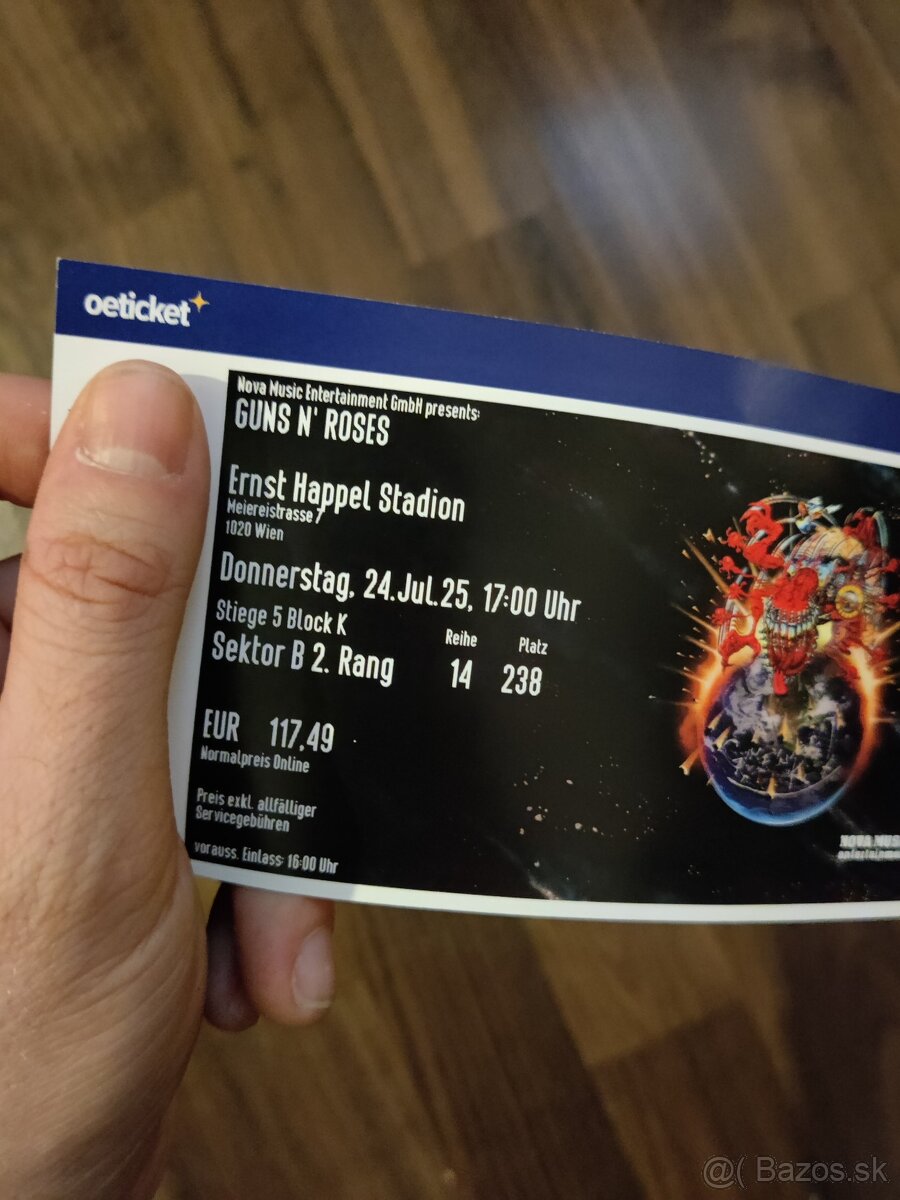 oeticket
Nova Music Entertainment GmbH presents:
GUNS N' ROSES
Ernst Happel Stadion
Meiereistrasse 7
1020 Wien
Donnerstag, 24.Jul.25, 17:00 Uhr
Stiege 5 Block K
Reihe
Platz
Sektor B 2. Rang
14
238
EUR 117,49
Normalpreis Online
Preis exkl. allfälliger
Servicegebühren
vorauss. Einlass: 16:00 Uhr
NOVA
@( Bazos.sk